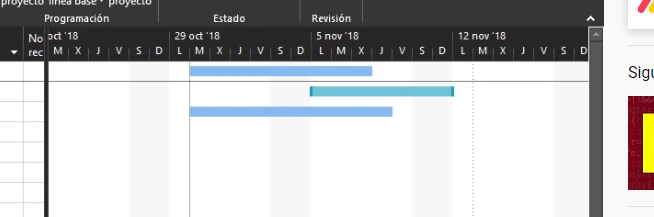 proyecto línea base proyecto
Programación Estado Revisión
No oct '18 29 oct '18 5 nov '18 12 nov '18
rec M X J V S D L M X J V S D L M X J V S D L M X J V S D
Sigu